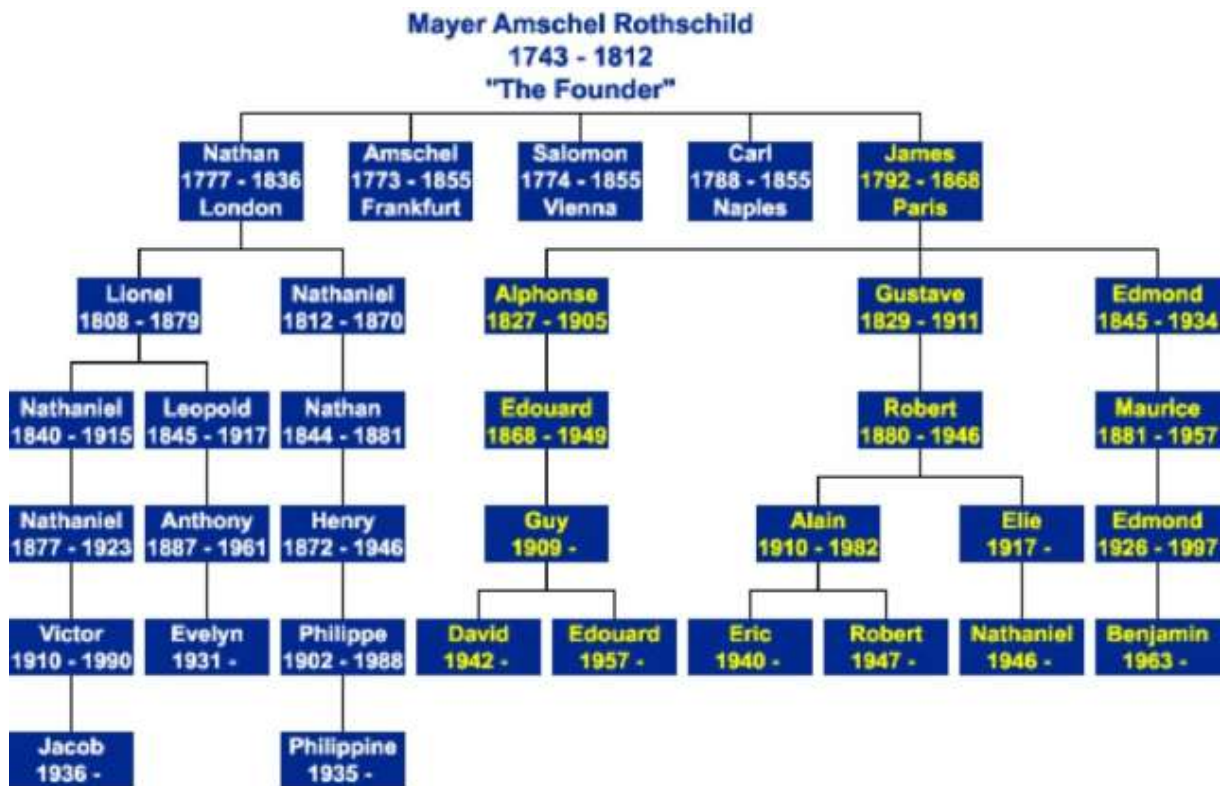 Mayer Amschel Rothschild
1743 - 1812
"The Founder"
Nathan
1777 - 1836
London
Amschel
1773 - 1855
Frankfurt
Salomon
1774 - 1855
Vienna
Carl
1788 - 1855
Naples
James
1792 - 1868
Paris
Lionel
1808 - 1879
Nathaniel
1812 - 1870
Alphonse
1827 - 1905
Gustave
1829 - 1911
Edmond
1845 - 1934
Nathaniel
1840 - 1915
Leopold
1845 - 1917
Nathan
1844 - 1881
Edouard
1868 - 1949
Robert
1880 - 1946
Maurice
1881 - 1957
Nathaniel
1877 - 1923
Anthony
1887 - 1961
Henry
1872 - 1946
Guy
1909 -
Alain
1910 - 1982
Elie
1917 -
Edmond
1926 - 1997
Victor
1910 - 1990
Evelyn
1931 -
Philippe
1902 - 1988
David
1942 -
Edouard
1957 -
Eric
1940 -
Robert
1947 -
Nathaniel
1946 -
Benjamin
1963 -
Jacob
1936 -
Philippine
1935 -